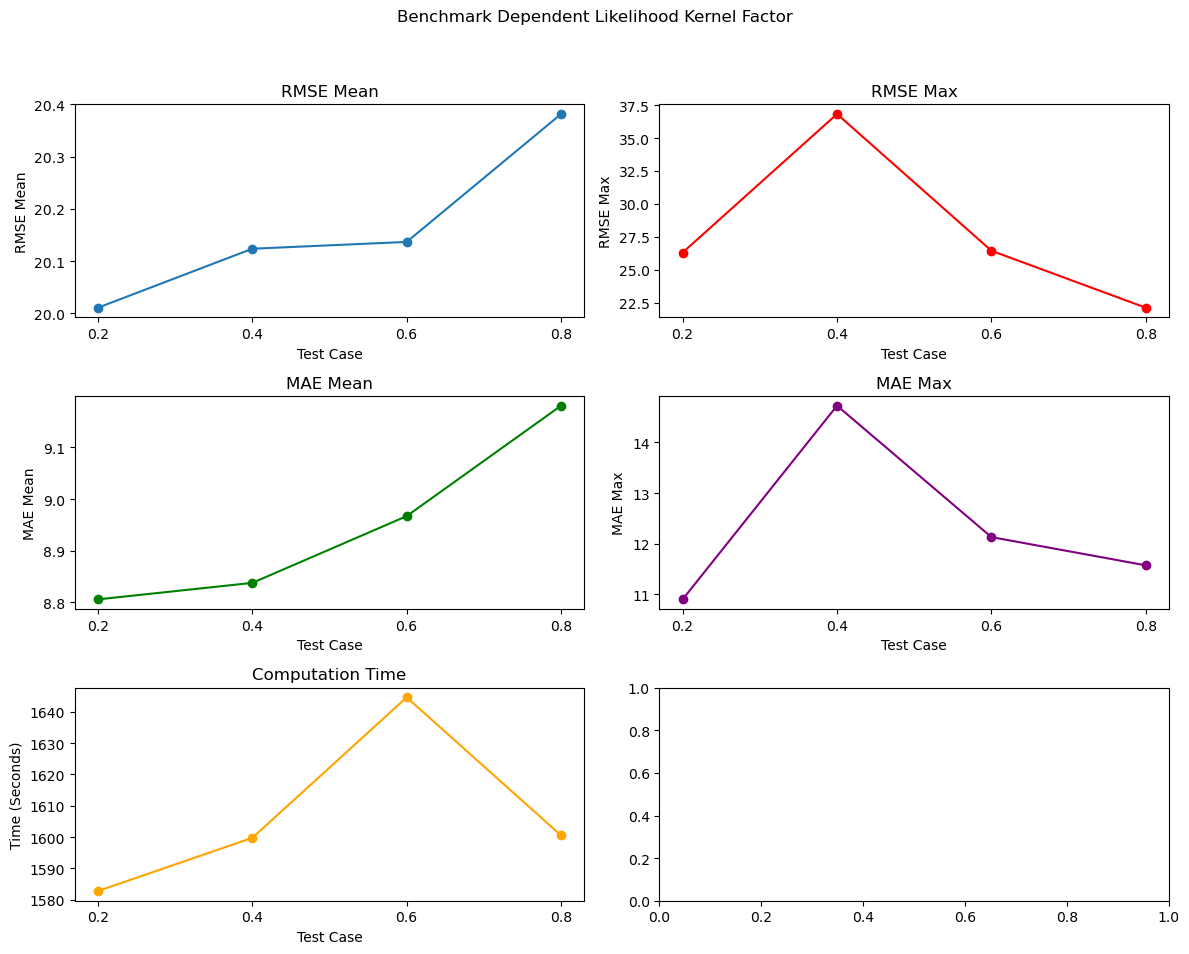 Benchmark Dependent Likelihood Kernel Factor
RMSE Mean
RMSE Mean
20.4
20.3
20.2
20.1
20.0
0.2 0.4 0.6 0.8
Test Case
RMSE Max
RMSE Max
37.5
35.0
32.5
30.0
27.5
25.0
22.5
0.2 0.4 0.6 0.8
Test Case
MAE Mean
MAE Mean
9.1
9.0
8.9
8.8
0.2 0.4 0.6 0.8
Test Case
MAE Max
MAE Max
14
13
12
11
0.2 0.4 0.6 0.8
Test Case
Computation Time
Time (Seconds)
1640
1630
1620
1610
1600
1590
1580
0.2 0.4 0.6 0.8
Test Case
1.0
0.8
0.6
0.4
0.2
0.0
0.0 0.2 0.4 0.6 0.8 1.0